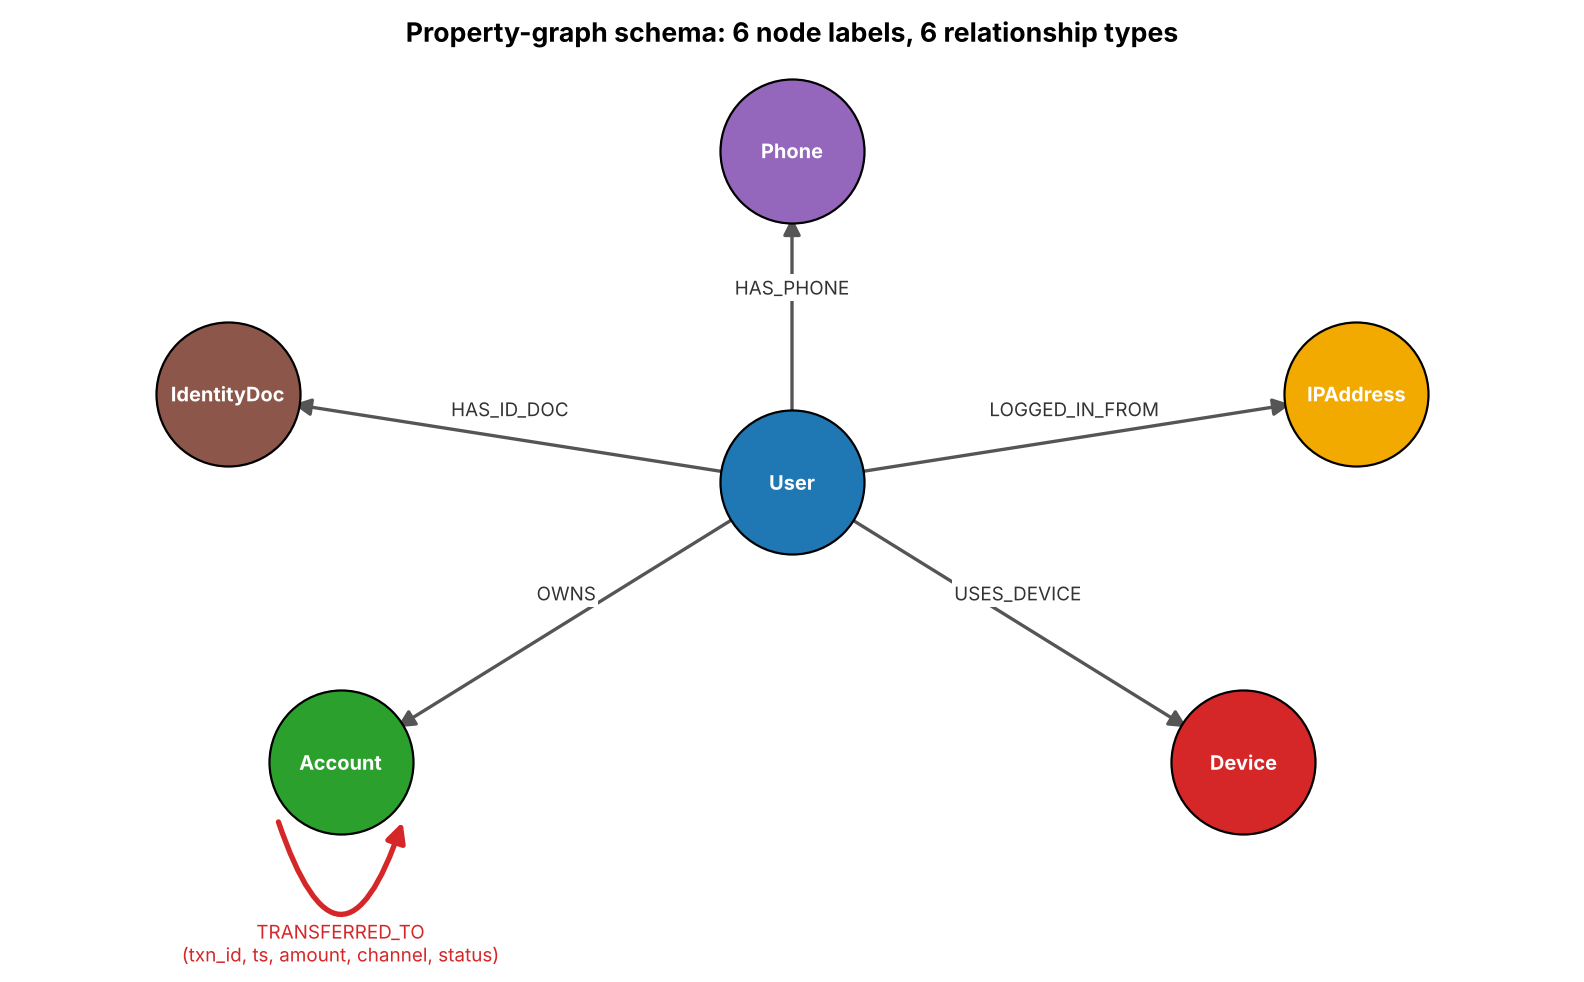 Property-graph schema: 6 node labels, 6 relationship types
Phone
HAS_PHONE
IdentityDoc
IPAddress
HAS_ID_DOC
LOGGED_IN_FROM
User
OWNS
USES_DEVICE
Account
Device
TRANSFERRED_TO
(txn_id, ts, amount, channel, status)